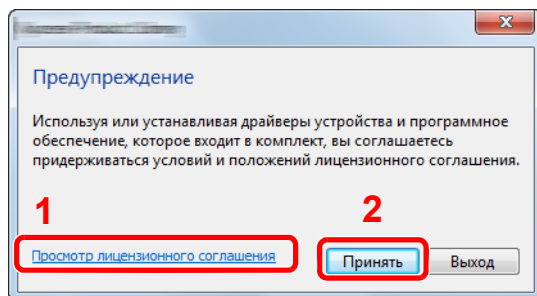 Предупреждение
Используя или устанавливая драйверы устройства и программное
обеспечение, которое входит в комплект, вы соглашаетесь
придерживаться условий и положений лицензионного соглашения.
1
2
Просмотр лицензионного соглашения
Принять
Выход